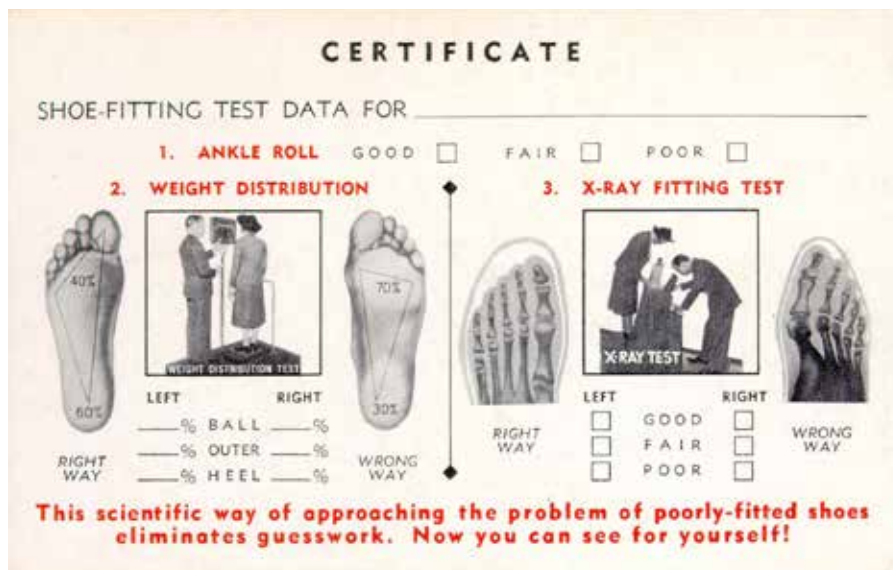 CERTIFICATE
SHOE-FITTING TEST DATA FOR
1. ANKLE ROLL GOOD FAIR POOR
2. WEIGHT DISTRIBUTION
40%
60%
RIGHT WAY
WEIGHT DISTRIBUTION TEST
70%
30%
WRONG WAY
LEFT RIGHT
% BALL %
% OUTER %
% HEEL %
3. X-RAY FITTING TEST
RIGHT WAY
X-RAY TEST
WRONG WAY
LEFT RIGHT
GOOD
FAIR
POOR
This scientific way of approaching the problem of poorly-fitted shoes
eliminates guesswork. Now you can see for yourself!